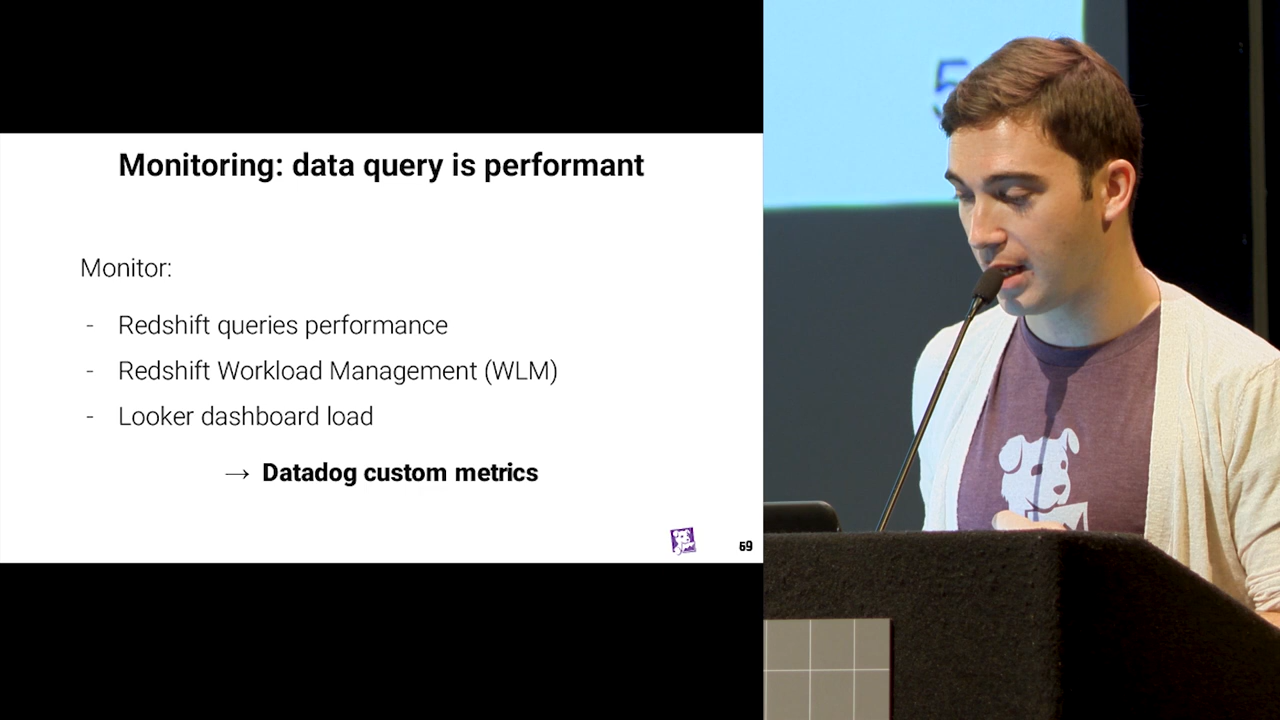 Monitoring: data query is performant
Monitor:
- Redshift queries performance
- Redshift Workload Management (WLM)
- Looker dashboard load
→ Datadog custom metrics
69